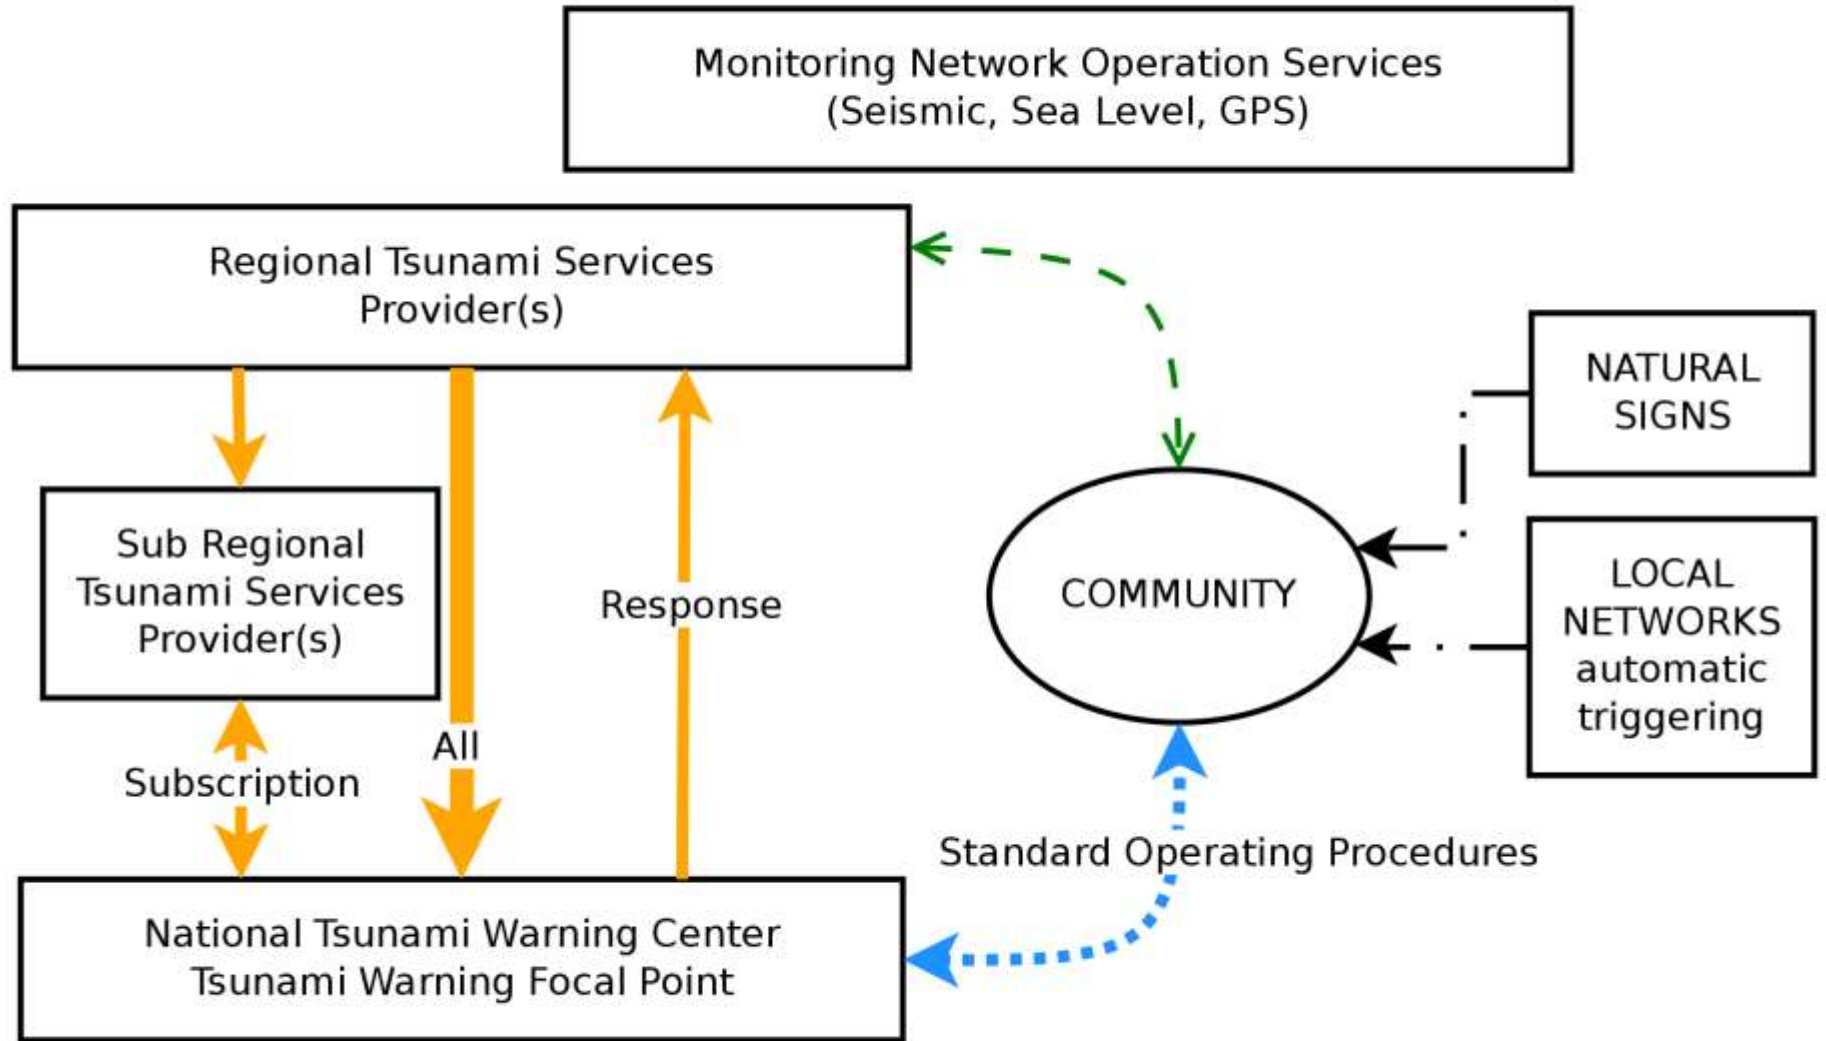 Monitoring Network Operation Services
(Seismic, Sea Level, GPS)
Regional Tsunami Services
Provider(s)
NATURAL
SIGNS
Sub Regional
Tsunami Services
Provider(s)
Response
COMMUNITY
LOCAL
NETWORKS
automatic
triggering
All
Subscription
Standard Operating Procedures
National Tsunami Warning Center
Tsunami Warning Focal Point